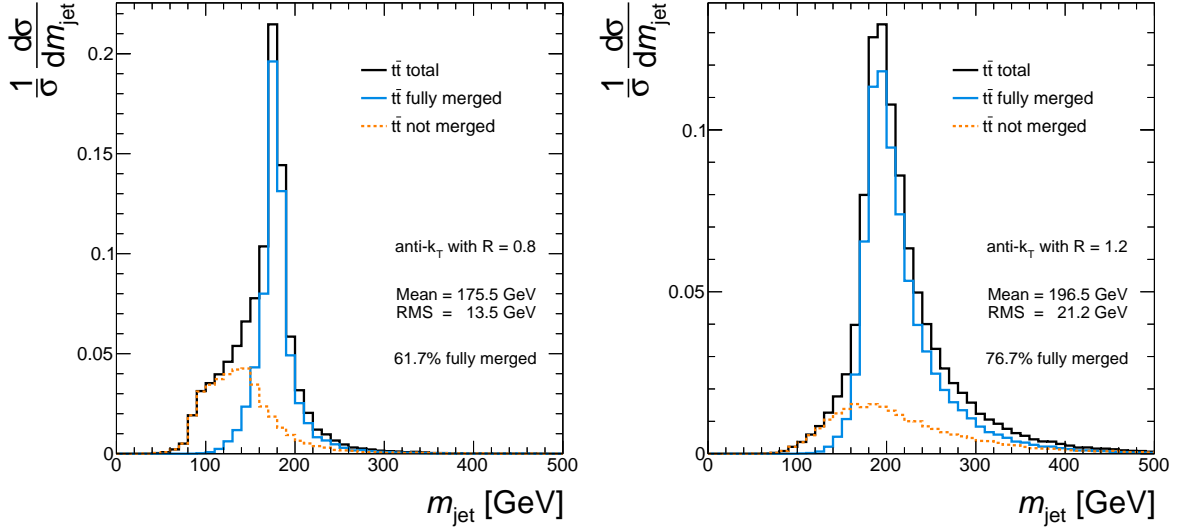 1/σ dσ/dm_jet
0.2
0.15
0.1
0.05
0
tt̄ total
tt̄ fully merged
tt̄ not merged
anti-k_T with R = 0.8
Mean = 175.5 GeV
RMS = 13.5 GeV
61.7% fully merged
0 100 200 300 400 500
m_jet [GeV]
1/σ dσ/dm_jet
0.1
0.05
0
tt̄ total
tt̄ fully merged
tt̄ not merged
anti-k_T with R = 1.2
Mean = 196.5 GeV
RMS = 21.2 GeV
76.7% fully merged
0 100 200 300 400 500
m_jet [GeV]